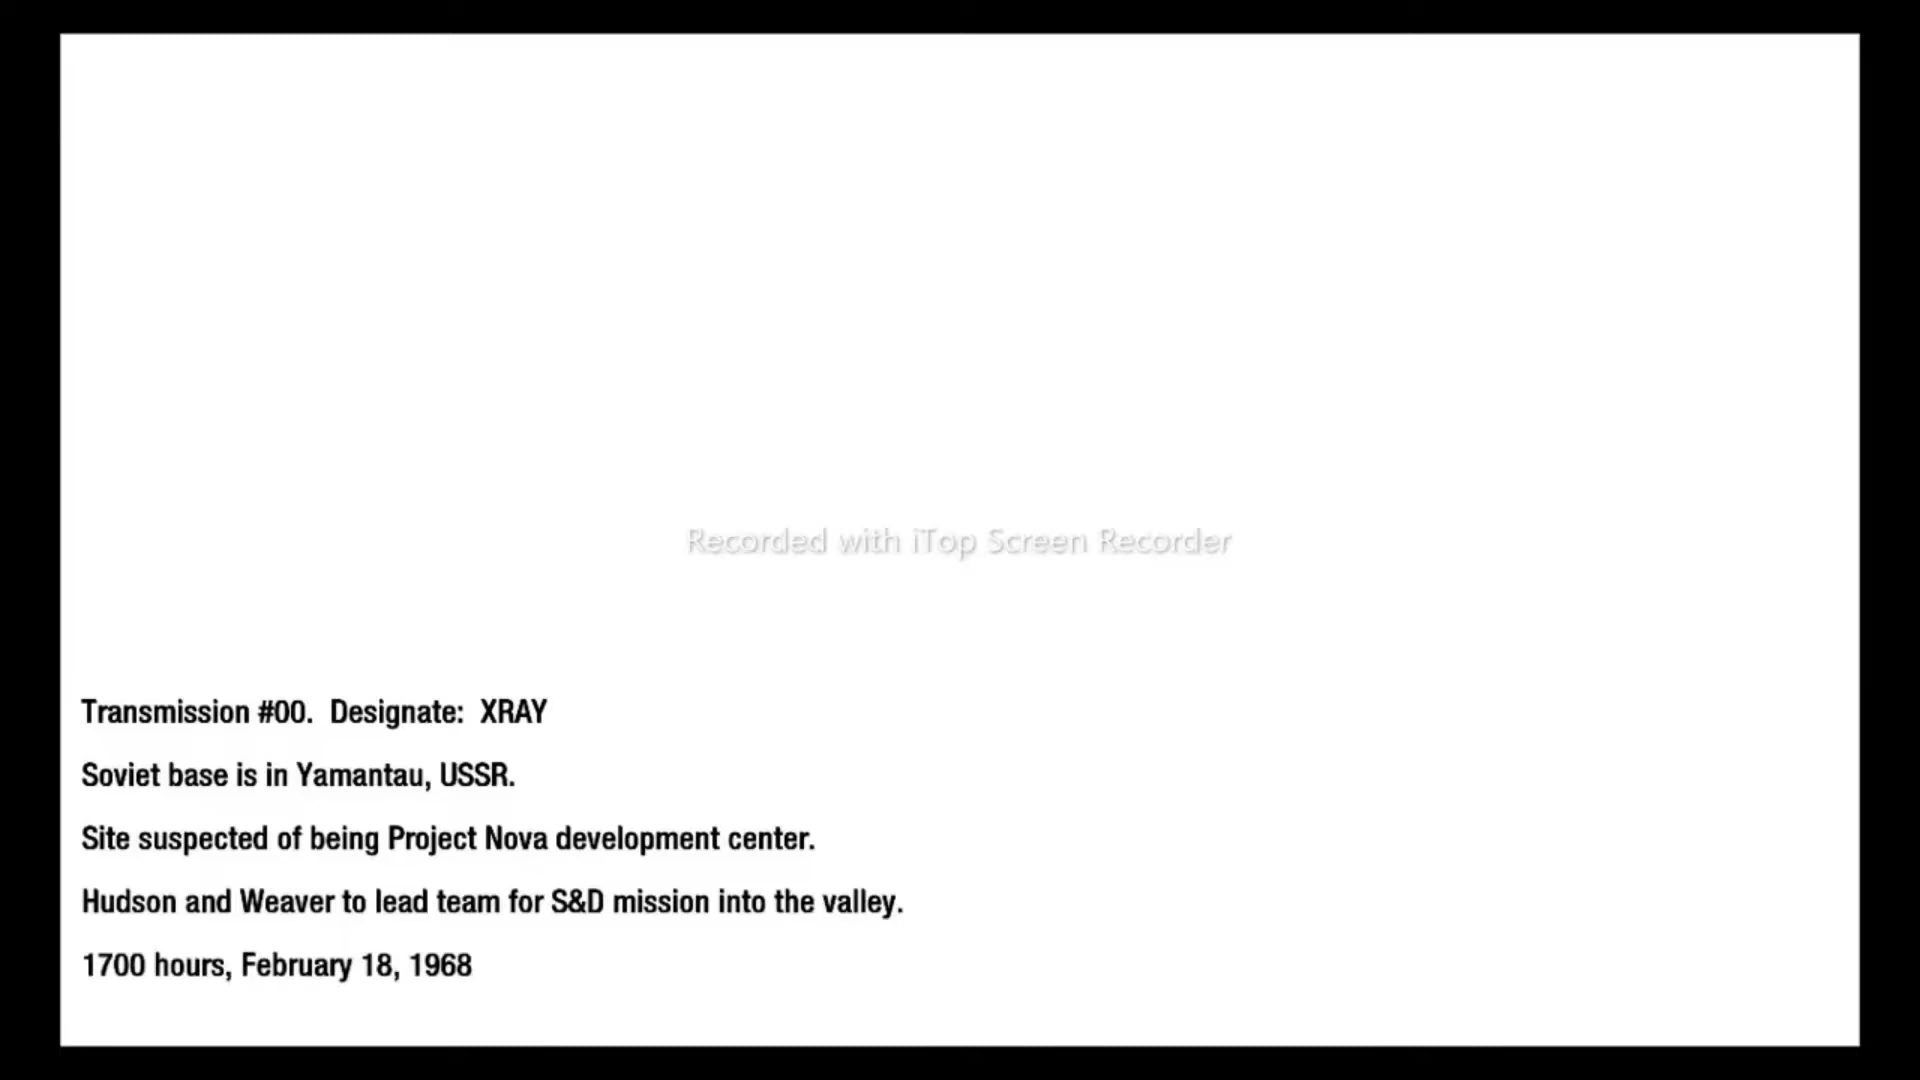 Recorded with iTop Screen Recorder
Transmission #00.  Designate:  XRAY
Soviet base is in Yamantau, USSR.
Site suspected of being Project Nova development center.
Hudson and Weaver to lead team for S&D mission into the valley.
1700 hours, February 18, 1968